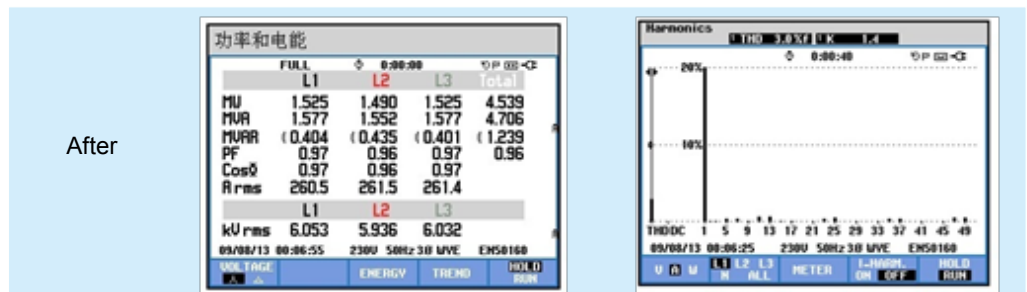 After
功率和电能
FULL 0:00:00
L1 L2 L3 Total
MW 1.525 1.490 1.525 4.539
MVA 1.577 1.552 1.577 4.706
MVAR ( 0.404 ( 0.435 ( 0.401 ( 1.239
PF 0.97 0.96 0.97 0.96
CosΦ 0.97 0.96 0.97
A rms 260.5 261.5 261.4
L1 L2 L3
kV rms 6.053 5.936 6.032
09/08/13 00:06:55 230V 50Hz 3Ø WYE EN50160
VOLTAGE ENERGY TREND HOLD
RUN
Harmonics
THD 3.0%f K 1.4
0:00:40
20%
10%
THDDC 1 5 9 13 17 21 25 29 33 37 41 45 49
09/08/13 00:06:25 230V 50Hz 3Ø WYE EN50160
V A W L1 L2 L3 METER I-HARM. HOLD
N ALL ON OFF RUN